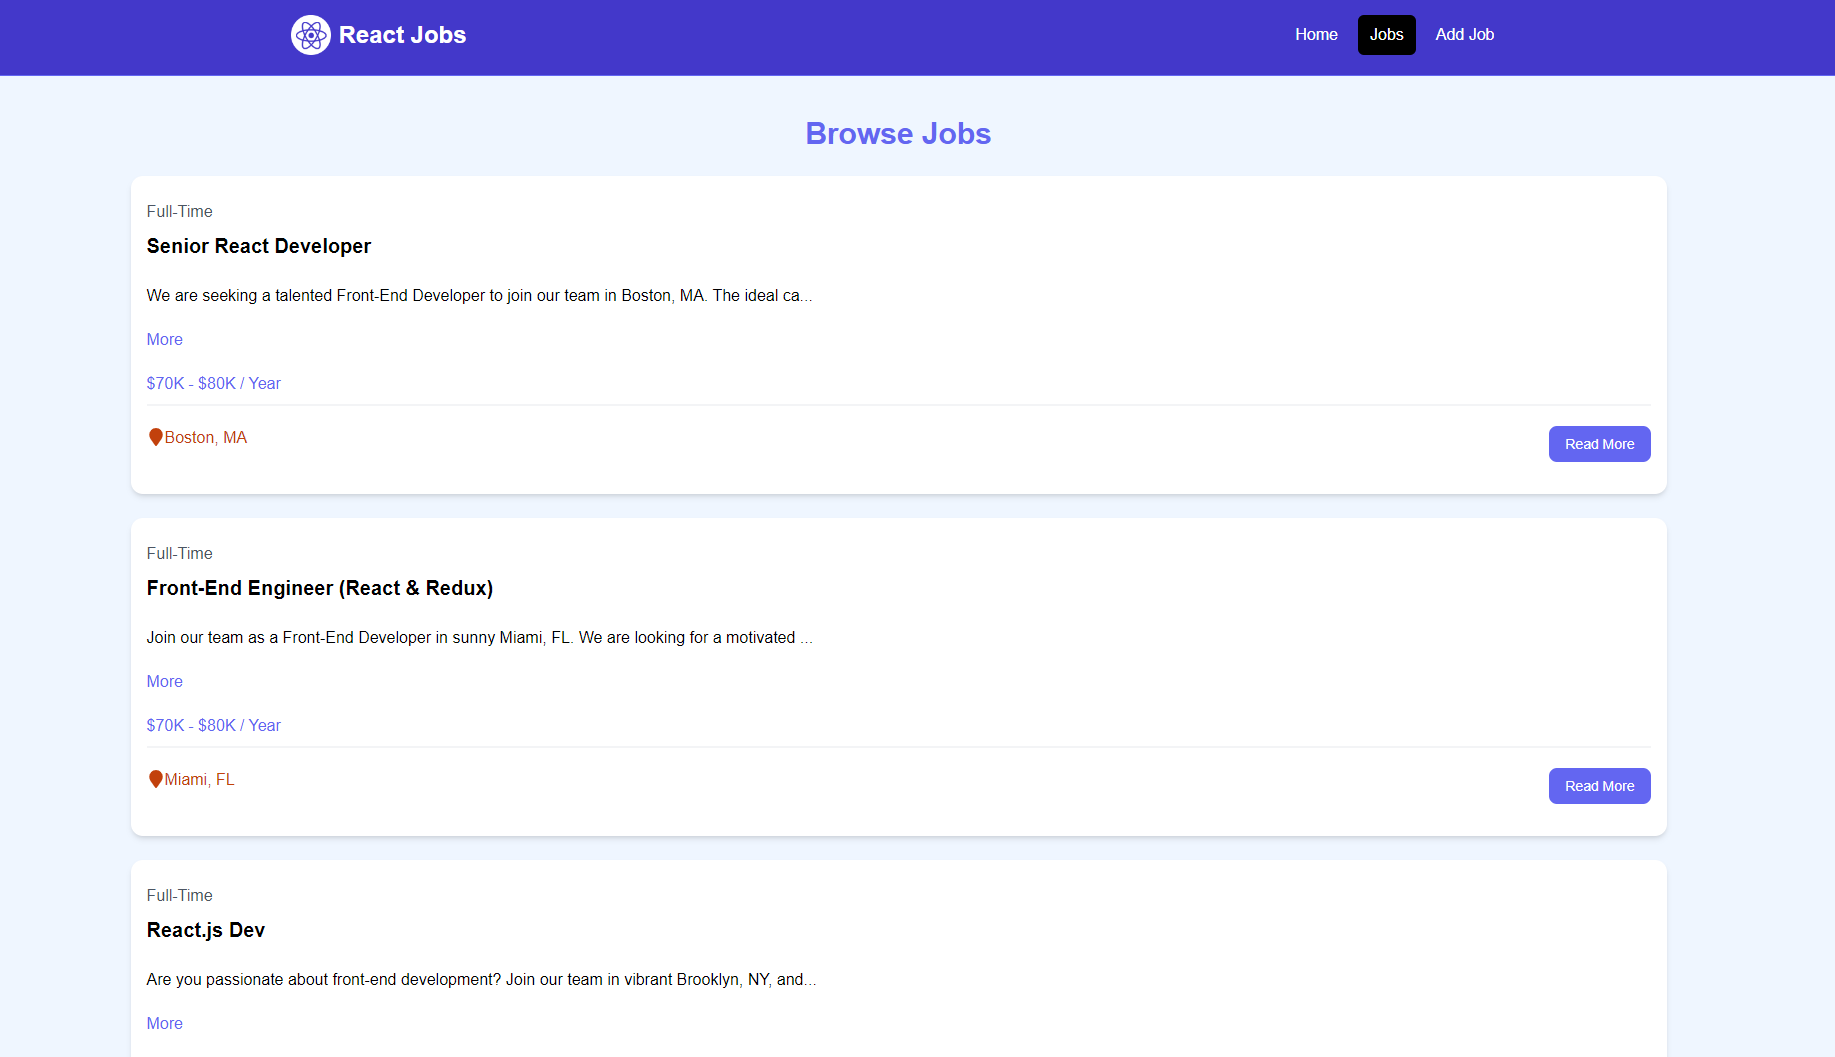 React Jobs
Home Jobs Add Job
Browse Jobs
Full-Time
Senior React Developer
We are seeking a talented Front-End Developer to join our team in Boston, MA. The ideal ca...
More
$70K - $80K / Year
Boston, MA
Read More
Full-Time
Front-End Engineer (React & Redux)
Join our team as a Front-End Developer in sunny Miami, FL. We are looking for a motivated ...
More
$70K - $80K / Year
Miami, FL
Read More
Full-Time
React.js Dev
Are you passionate about front-end development? Join our team in vibrant Brooklyn, NY, and...
More